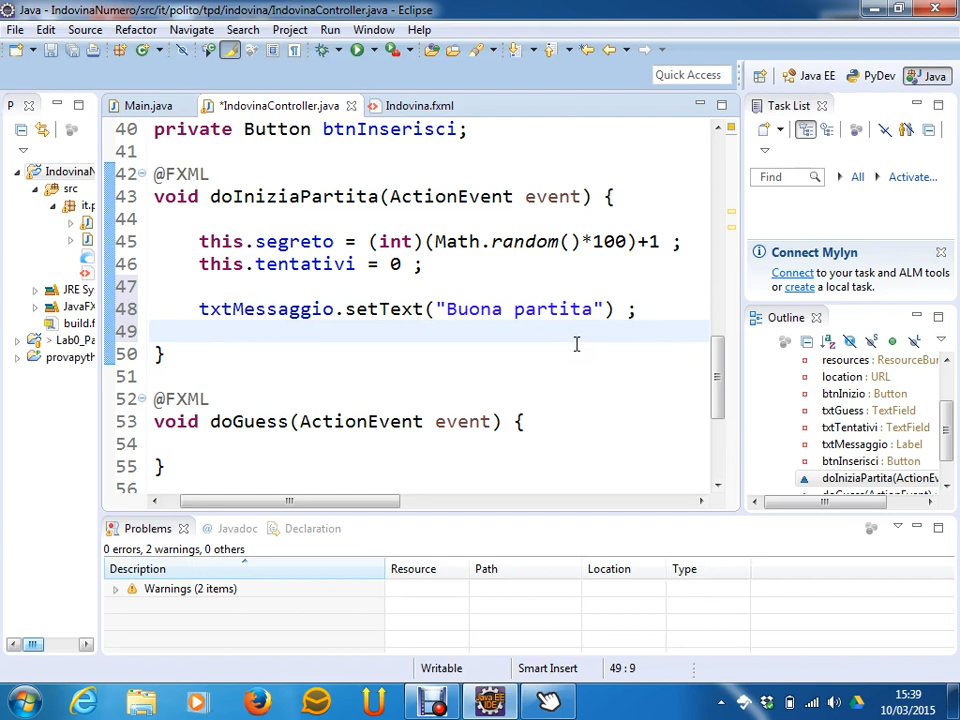 Java - IndovinaNumero/src/it/polito/tpd/indovina/IndovinaController.java - Eclipse
File Edit Source Refactor Navigate Search Project Run Window Help
Quick Access
Java EE
PyDev
Java
P
Main.java
*IndovinaController.java
Indovina.fxml
Task List
IndovinaN
src
it.p
JRE Sy
JavaFX
build.f
> Lab0_Pa
provapyth
40 private Button btnInserisci;
41
42 @FXML
43 void doIniziaPartita(ActionEvent event) {
44
45 this.segreto = (int)(Math.random()*100)+1 ;
46 this.tentativi = 0 ;
47
48 txtMessaggio.setText("Buona partita") ;
49
50 }
51
52 @FXML
53 void doGuess(ActionEvent event) {
54
55 }
56
Find
All
Activate...
Connect Mylyn
Connect to your task and ALM tools
or create a local task.
Outline
resources : ResourceBun
location : URL
btnInizio : Button
txtGuess : TextField
txtTentativi : TextField
txtMessaggio : Label
btnInserisci : Button
doIniziaPartita(ActionEv
doGuess(ActionEvent)
Problems
@ Javadoc
Declaration
0 errors, 2 warnings, 0 others
Description Resource Path Location Type
Warnings (2 items)
Writable
Smart Insert
49 : 9
15:39
10/03/2015